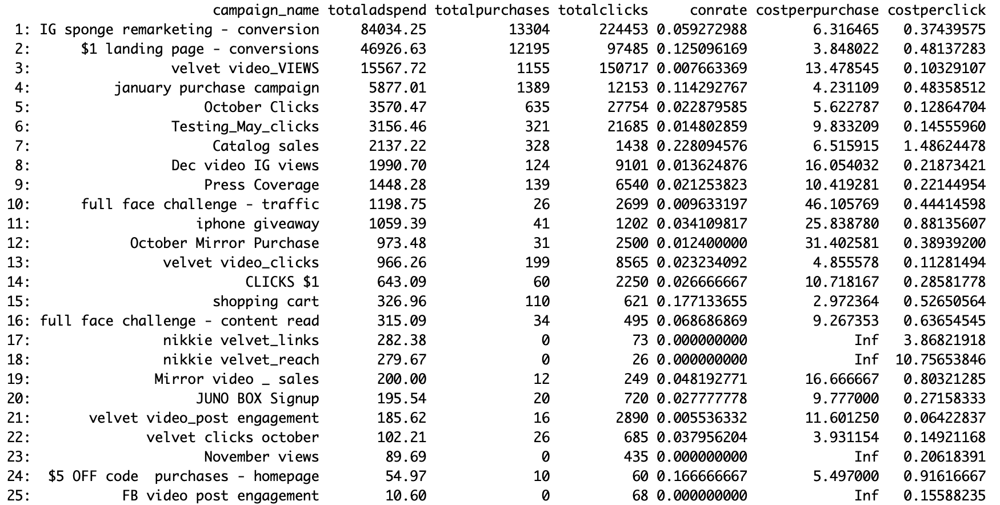 campaign_name totaladspend totalpurchases totalclicks conrate costperpurchase costperclick
1: IG sponge remarketing - conversion 84034.25 13304 224453 0.059272988 6.316465 0.37439575
2: $1 landing page - conversions 46926.63 12195 97485 0.125096169 3.848022 0.48137283
3: velvet video_VIEWS 15567.72 1155 150717 0.007663369 13.478545 0.10329107
4: january purchase campaign 5877.01 1389 12153 0.114292767 4.231109 0.48358512
5: October Clicks 3570.47 635 27754 0.022879585 5.622787 0.12864704
6: Testing_May_clicks 3156.46 321 21685 0.014802859 9.833209 0.14555960
7: Catalog sales 2137.22 328 1438 0.228094576 6.515915 1.48624478
8: Dec video IG views 1990.70 124 9101 0.013624876 16.054032 0.21873421
9: Press Coverage 1448.28 139 6540 0.021253823 10.419281 0.22144954
10: full face challenge - traffic 1198.75 26 2699 0.009633197 46.105769 0.44414598
11: iphone giveaway 1059.39 41 1202 0.034109817 25.838780 0.88135607
12: October Mirror Purchase 973.48 31 2500 0.012400000 31.402581 0.38939200
13: velvet video_clicks 966.26 199 8565 0.023234092 4.855578 0.11281494
14: CLICKS $1 643.09 60 2250 0.026666667 10.718167 0.28581778
15: shopping cart 326.96 110 621 0.177133655 2.972364 0.52650564
16: full face challenge - content read 315.09 34 495 0.068686869 9.267353 0.63654545
17: nikkie velvet_links 282.38 0 73 0.000000000 Inf 3.86821918
18: nikkie velvet_reach 279.67 0 26 0.000000000 Inf 10.75653846
19: Mirror video _ sales 200.00 12 249 0.048192771 16.666667 0.80321285
20: JUNO BOX Signup 195.54 20 720 0.027777778 9.777000 0.27158333
21: velvet video_post engagement 185.62 16 2890 0.005536332 11.601250 0.06422837
22: velvet clicks october 102.21 26 685 0.037956204 3.931154 0.14921168
23: November views 89.69 0 435 0.000000000 Inf 0.20618391
24: $5 OFF code  purchases - homepage 54.97 10 60 0.166666667 5.497000 0.91616667
25: FB video post engagement 10.60 0 68 0.000000000 Inf 0.15588235